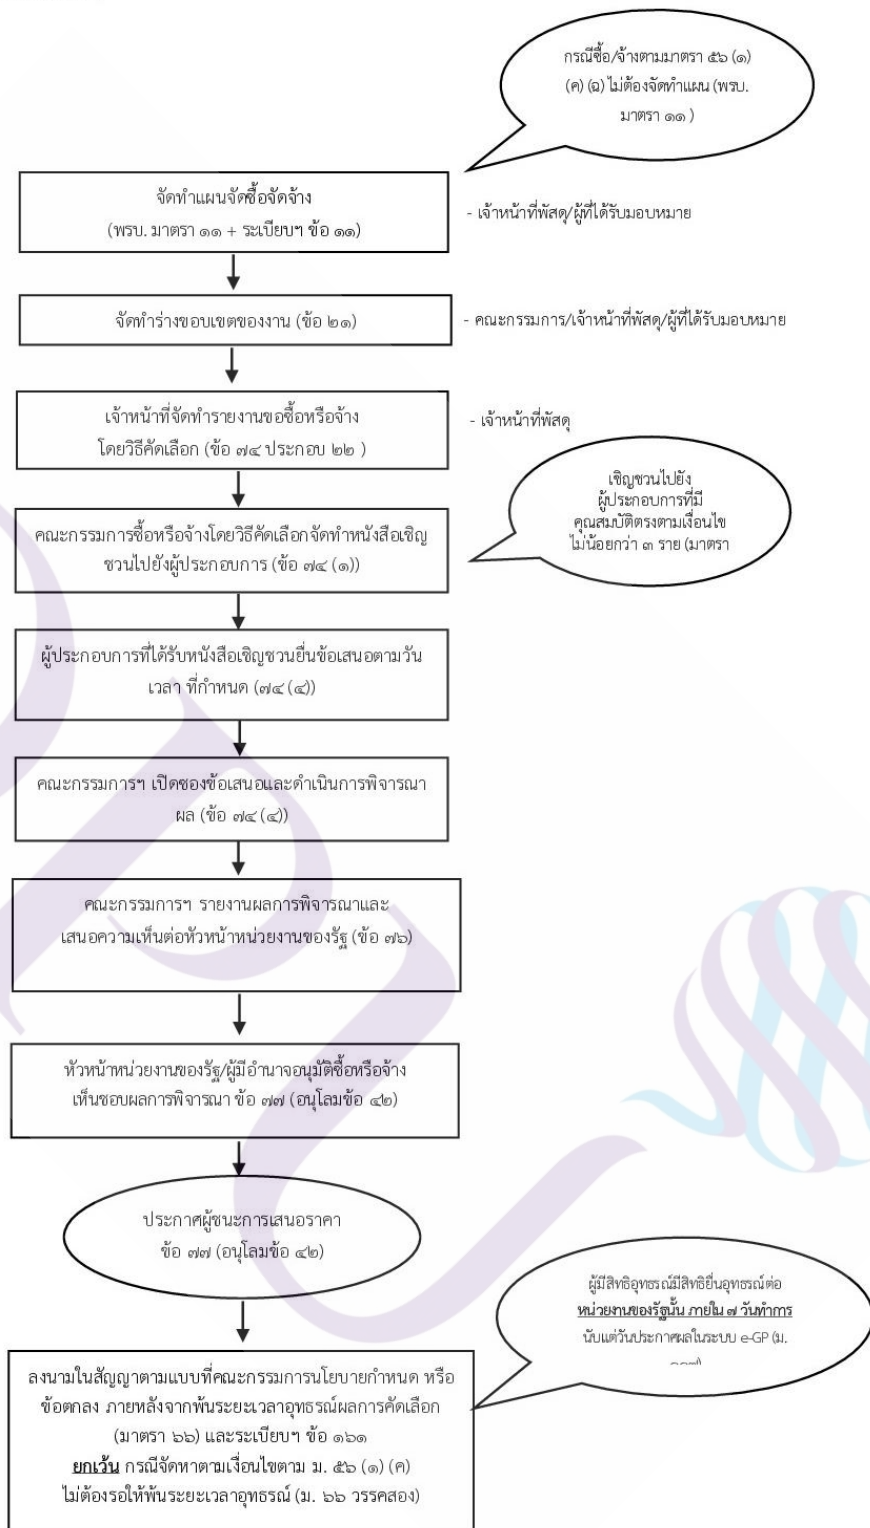 กรณีซื้อ/จ้างตามมาตรา ๕๖ (๑)
(ค) (ฉ) ไม่ต้องจัดทำแผน (พรบ.
มาตรา ๑๑ )
จัดทำแผนจัดซื้อจัดจ้าง
(พรบ. มาตรา ๑๑ + ระเบียบฯ ข้อ ๑๑)
- เจ้าหน้าที่พัสดุ/ผู้ที่ได้รับมอบหมาย
จัดทำร่างขอบเขตของงาน (ข้อ ๒๑)
- คณะกรรมการ/เจ้าหน้าที่พัสดุ/ผู้ที่ได้รับมอบหมาย
เจ้าหน้าที่จัดทำรายงานขอซื้อหรือจ้าง
โดยวิธีคัดเลือก (ข้อ ๗๔ ประกอบ ๒๒ )
- เจ้าหน้าที่พัสดุ
เชิญชวนไปยัง
ผู้ประกอบการที่มี
คุณสมบัติตรงตามเงื่อนไข
ไม่น้อยกว่า ๓ ราย (มาตรา
คณะกรรมการซื้อหรือจ้างโดยวิธีคัดเลือกจัดทำหนังสือเชิญ
ชวนไปยังผู้ประกอบการ (ข้อ ๗๔ (๑))
ผู้ประกอบการที่ได้รับหนังสือเชิญชวนยื่นข้อเสนอตามวัน
เวลา ที่กำหนด (๗๔ (๔))
คณะกรรมการฯ เปิดซองข้อเสนอและดำเนินการพิจารณา
ผล (ข้อ ๗๔ (๔))
คณะกรรมการฯ รายงานผลการพิจารณาและ
เสนอความเห็นต่อหัวหน้าหน่วยงานของรัฐ (ข้อ ๗๖)
หัวหน้าหน่วยงานของรัฐ/ผู้มีอำนาจอนุมัติซื้อหรือจ้าง
เห็นชอบผลการพิจารณา ข้อ ๗๗ (อนุโลมข้อ ๔๒)
ประกาศผู้ชนะการเสนอราคา
ข้อ ๗๗ (อนุโลมข้อ ๔๒)
ผู้มีสิทธิอุทธรณ์มีสิทธิยื่นอุทธรณ์ต่อ
หน่วยงานของรัฐนั้น ภายใน ๗ วันทำการ
นับแต่วันประกาศผลในระบบ e-GP (ม.
ลงนามในสัญญาตามแบบที่คณะกรรมการนโยบายกำหนด หรือ
ข้อตกลง ภายหลังจากพ้นระยะเวลาอุทธรณ์ผลการคัดเลือก
(มาตรา ๖๖) และระเบียบฯ ข้อ ๑๖๑
ยกเว้น กรณีจัดหาตามเงื่อนไขตาม ม. ๕๖ (๑) (ค)
ไม่ต้องรอให้พ้นระยะเวลาอุทธรณ์ (ม. ๖๖ วรรคสอง)